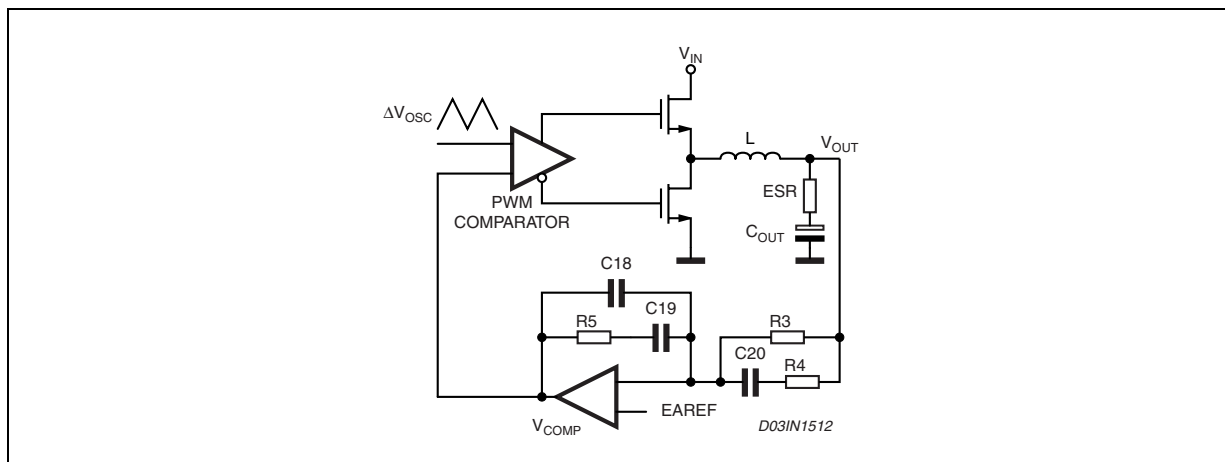 V_IN
ΔV_OSC
L
V_OUT
ESR
PWM
COMPARATOR
C_OUT
C18
C19
R5
R3
C20
R4
EAREF
V_COMP
D03IN1512